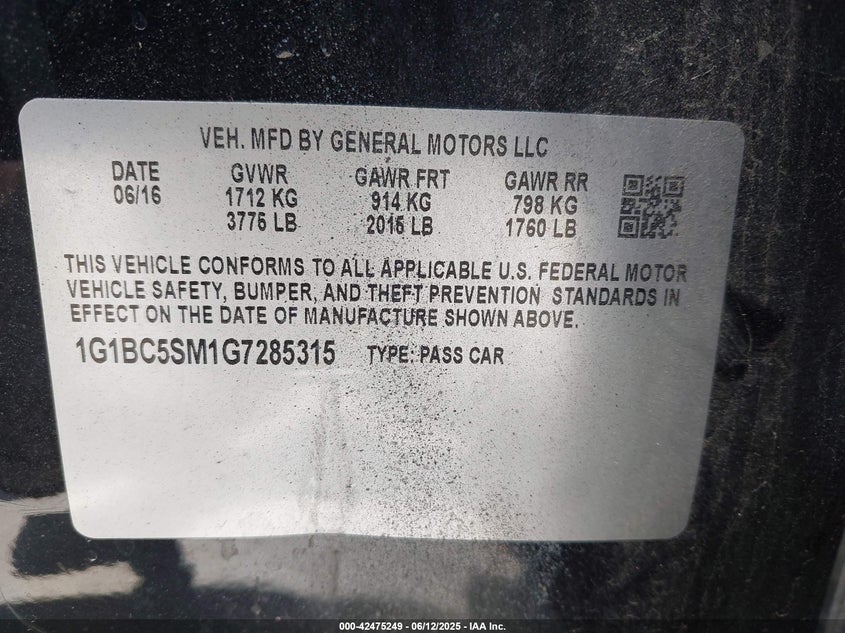 VEH. MFD BY GENERAL MOTORS LLC
DATE GVWR GAWR FRT GAWR RR
06/16 1712 KG 914 KG 798 KG
3775 LB 2015 LB 1760 LB
THIS VEHICLE CONFORMS TO ALL APPLICABLE U.S. FEDERAL MOTOR
VEHICLE SAFETY, BUMPER, AND THEFT PREVENTION STANDARDS IN
EFFECT ON THE DATE OF MANUFACTURE SHOWN ABOVE.
1G1BC5SM1G7285315 TYPE: PASS CAR
000-42475249 - 06/12/2025 - IAA Inc.